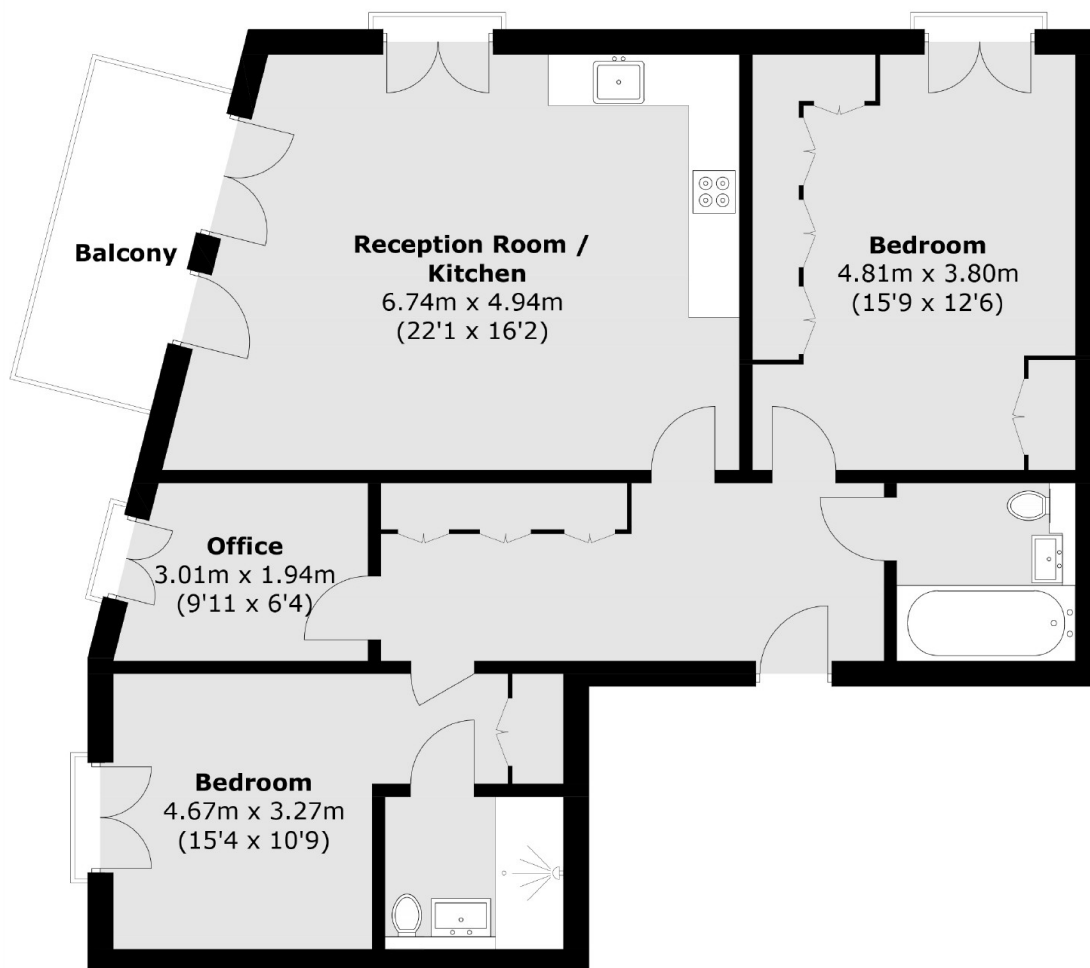 Balcony
Reception Room /
Kitchen
6.74m x 4.94m
(22'1 x 16'2)
Bedroom
4.81m x 3.80m
(15'9 x 12'6)
Office
3.01m x 1.94m
(9'11 x 6'4)
Bedroom
4.67m x 3.27m
(15'4 x 10'9)